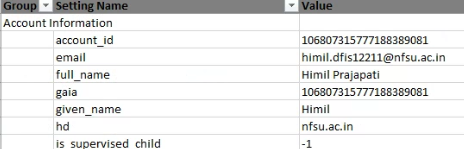 Group Setting Name Value
Account Information
account_id 106807315777188389081
email himil.dfis12211@nfsu.ac.in
full_name Himil Prajapati
gaia 106807315777188389081
given_name Himil
hd nfsu.ac.in
is_supervised_child -1